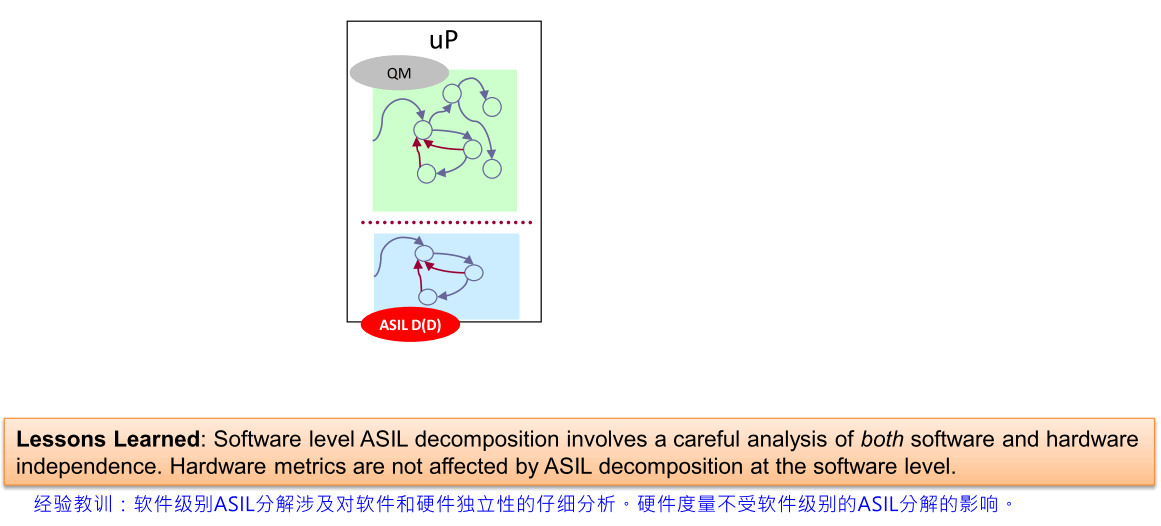 uP
QM
ASIL D(D)
Lessons Learned: Software level ASIL decomposition involves a careful analysis of both software and hardware
independence. Hardware metrics are not affected by ASIL decomposition at the software level.
经验教训：软件级别ASIL分解涉及对软件和硬件独立性的仔细分析。硬件度量不受软件级别的ASIL分解的影响。